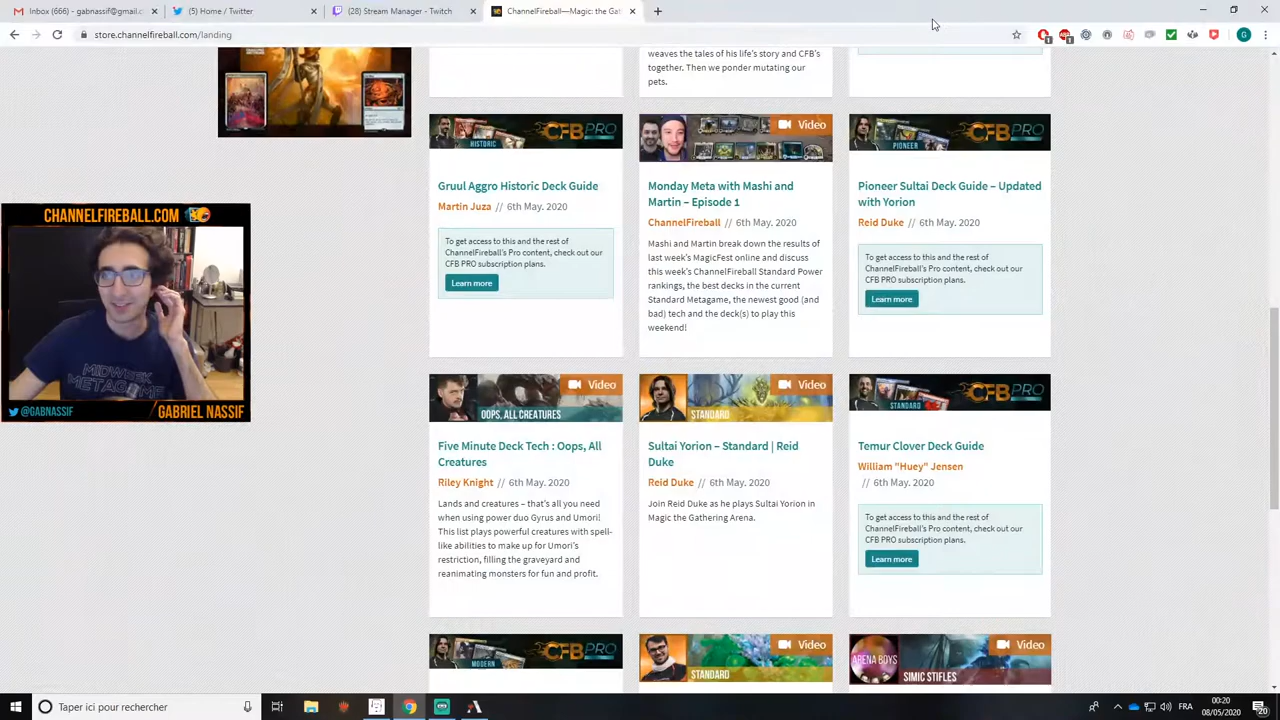 Inbox (666) - gabnassif@gmail.c
(5) Home / Twitter
(28) Stream Manager - Twitch
ChannelFireball—Magic: the Gat
store.channelfireball.com/landing
weaves the tales of his life's story and CFB's
together. Then we ponder mutating our
pets.
HISTORIC
CFB PRO
Gruul Aggro Historic Deck Guide
Martin Juza // 6th May. 2020
To get access to this and the rest of
ChannelFireball's Pro content, check out our
CFB PRO subscription plans.
Learn more
Video
Monday Meta with Mashi and
Martin – Episode 1
ChannelFireball // 6th May. 2020
Mashi and Martin break down the results of
last week's MagicFest online and discuss
this week's ChannelFireball Standard Power
rankings, the best decks in the current
Standard Metagame, the newest good (and
bad) tech and the deck(s) to play this
weekend!
PIONEER
CFB PRO
Pioneer Sultai Deck Guide – Updated
with Yorion
Reid Duke // 6th May. 2020
To get access to this and the rest of
ChannelFireball's Pro content, check out our
CFB PRO subscription plans.
Learn more
CHANNELFIREBALL.COM
MIDWEEK
METAGAME
@GABNASSIF
GABRIEL NASSIF
OOPS, ALL CREATURES
Video
Five Minute Deck Tech : Oops, All
Creatures
Riley Knight // 6th May. 2020
Lands and creatures – that's all you need
when using power duo Gyrus and Umori!
This list plays powerful creatures with spell-
like abilities to make up for Umori's
restriction, filling the graveyard and
reanimating monsters for fun and profit.
STANDARD
Video
Sultai Yorion – Standard | Reid
Duke
Reid Duke // 6th May. 2020
Join Reid Duke as he plays Sultai Yorion in
Magic the Gathering Arena.
STANDARD
CFB PRO
Temur Clover Deck Guide
William "Huey" Jensen
// 6th May. 2020
To get access to this and the rest of
ChannelFireball's Pro content, check out our
CFB PRO subscription plans.
Learn more
MODERN
CFB PRO
STANDARD
Video
ARENA BOYS
SIMIC STIFLES
Video
Taper ici pour rechercher
FRA
00:20
08/05/2020
20